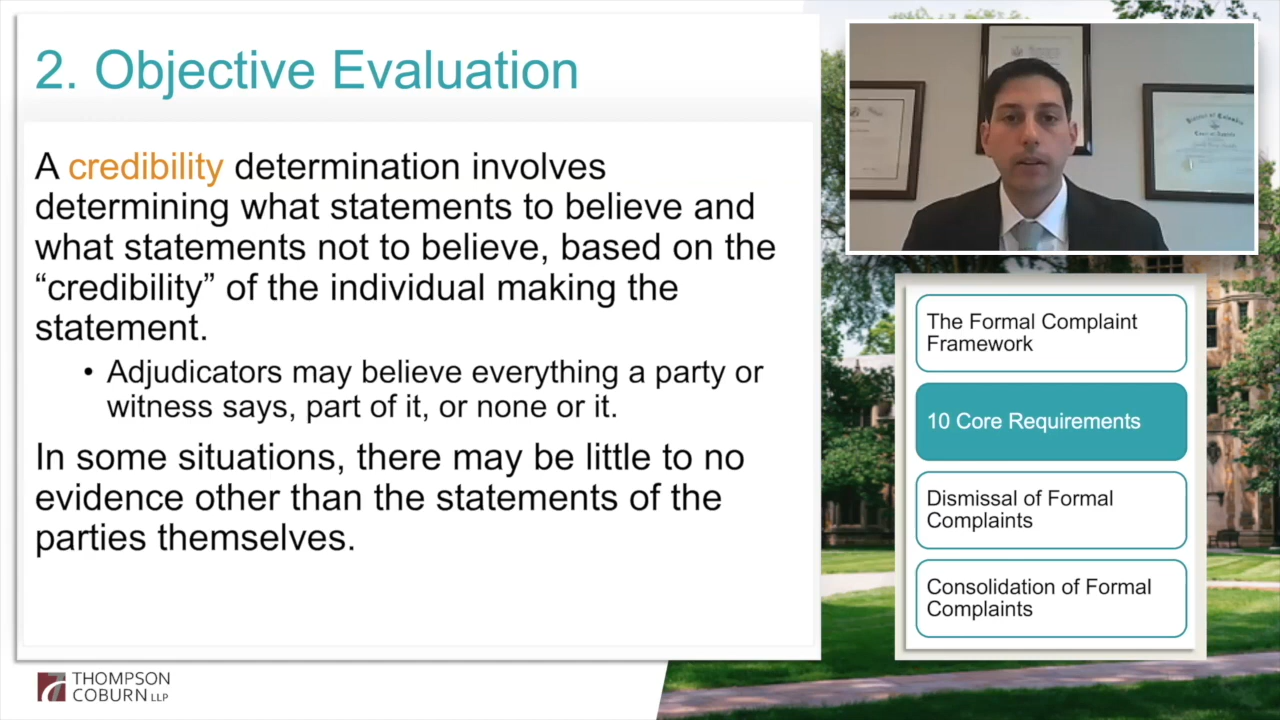 2. Objective Evaluation
A credibility determination involves
determining what statements to believe and
what statements not to believe, based on the
“credibility” of the individual making the
statement.
• Adjudicators may believe everything a party or
witness says, part of it, or none or it.
In some situations, there may be little to no
evidence other than the statements of the
parties themselves.
The Formal Complaint
Framework
10 Core Requirements
Dismissal of Formal
Complaints
Consolidation of Formal
Complaints
THOMPSON
COBURN LLP
District of Columbia